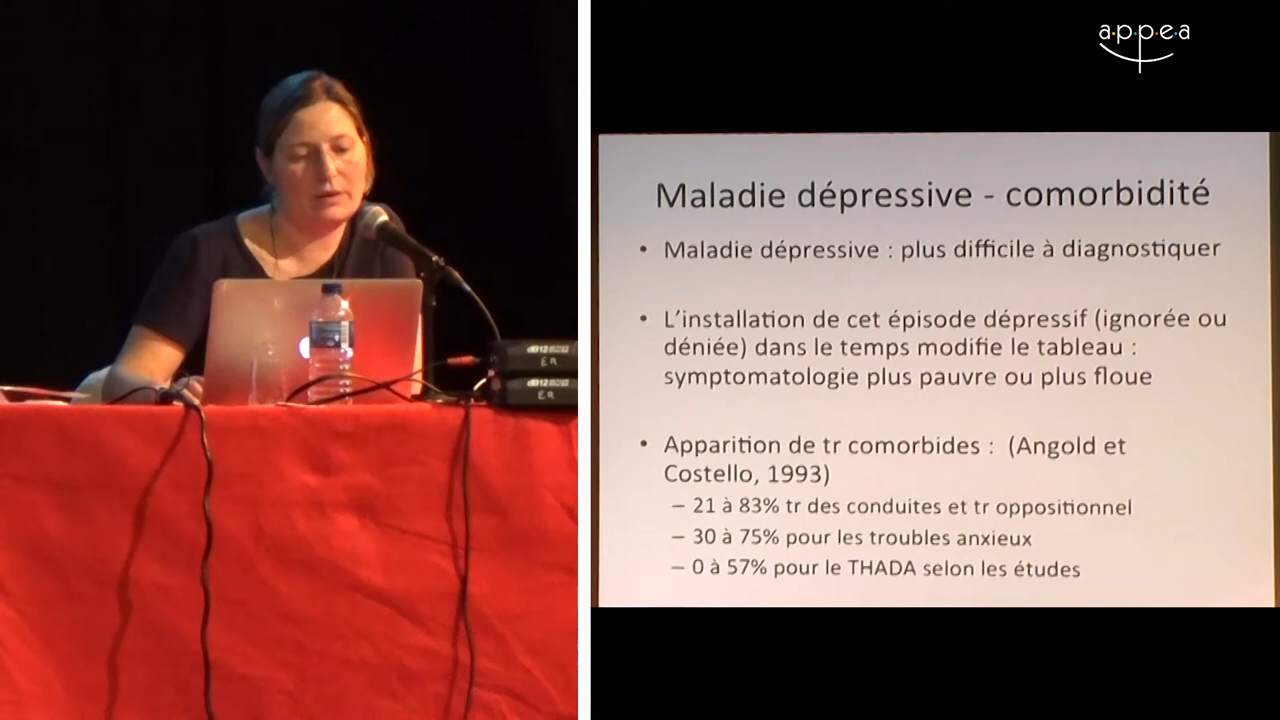 a·p·p·e·a
Maladie dépressive - comorbidité
• Maladie dépressive : plus difficile à diagnostiquer
• L’installation de cet épisode dépressif (ignorée ou
déniée) dans le temps modifie le tableau :
symptomatologie plus pauvre ou plus floue
• Apparition de tr comorbides : (Angold et
Costello, 1993)
– 21 à 83% tr des conduites et tr oppositionnel
– 30 à 75% pour les troubles anxieux
– 0 à 57% pour le THADA selon les études
ER
ER